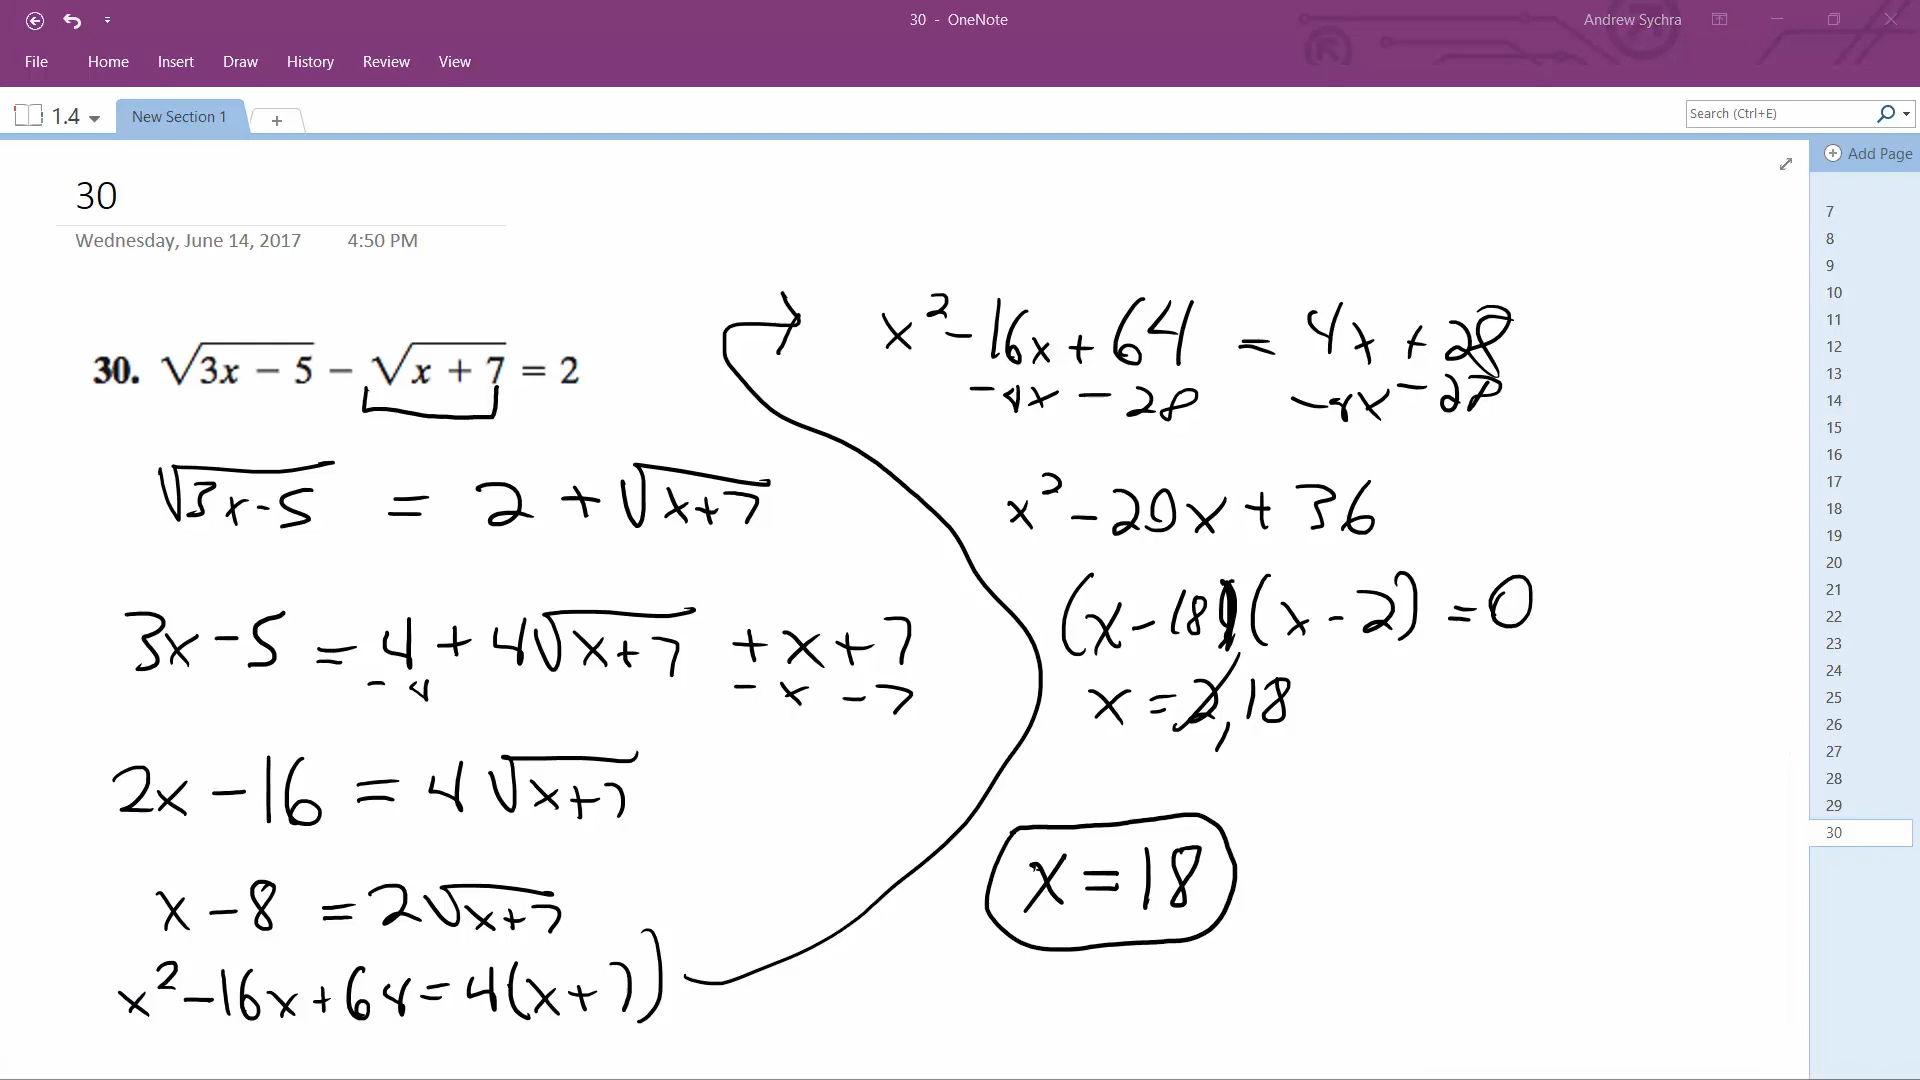 30 - OneNote
Andrew Sychra
File Home Insert Draw History Review View
1.4
New Section 1
+
Search (Ctrl+E)
Add Page
30
Wednesday, June 14, 2017 4:50 PM
30. √(3x − 5) − √(x + 7) = 2
√(3x-5) = 2 + √(x+7)
3x - 5 = 4 + 4√(x+7) + x + 7
- 4 - x - 7
2x - 16 = 4√(x+7)
x - 8 = 2√(x+7)
x² - 16x + 64 = 4(x+7)
x² - 16x + 64 = 4x + 28
- 4x - 28 - 4x - 28
x² - 20x + 36
(x - 18)(x - 2) = 0
x = 2, 18
x = 18
7
8
9
10
11
12
13
14
15
16
17
18
19
20
21
22
23
24
25
26
27
28
29
30